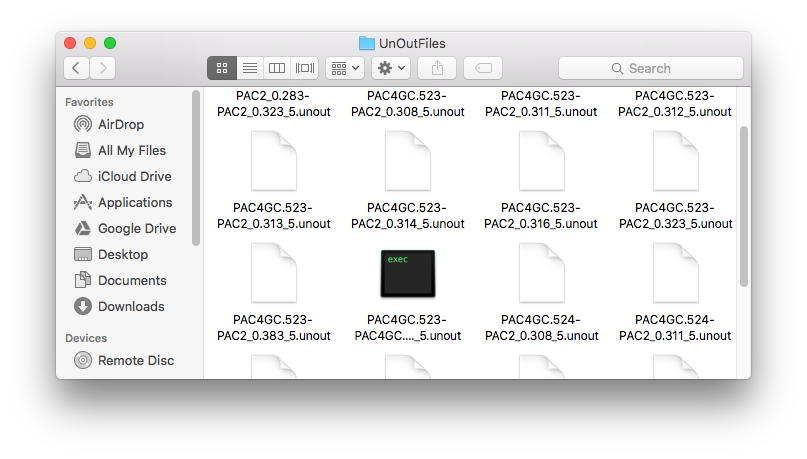 UnOutFiles
Search
Favorites
AirDrop
All My Files
iCloud Drive
Applications
Google Drive
Desktop
Documents
Downloads
Devices
Remote Disc
PAC2_0.283-
PAC2_0.323_5.unout
PAC4GC.523-
PAC2_0.308_5.unout
PAC4GC.523-
PAC2_0.311_5.unout
PAC4GC.523-
PAC2_0.312_5.unout
PAC4GC.523-
PAC2_0.313_5.unout
PAC4GC.523-
PAC2_0.314_5.unout
PAC4GC.523-
PAC2_0.316_5.unout
PAC4GC.523-
PAC2_0.323_5.unout
exec
PAC4GC.523-
PAC2_0.383_5.unout
PAC4GC.523-
PAC4GC...._5.unout
PAC4GC.524-
PAC2_0.308_5.unout
PAC4GC.524-
PAC2_0.311_5.unout